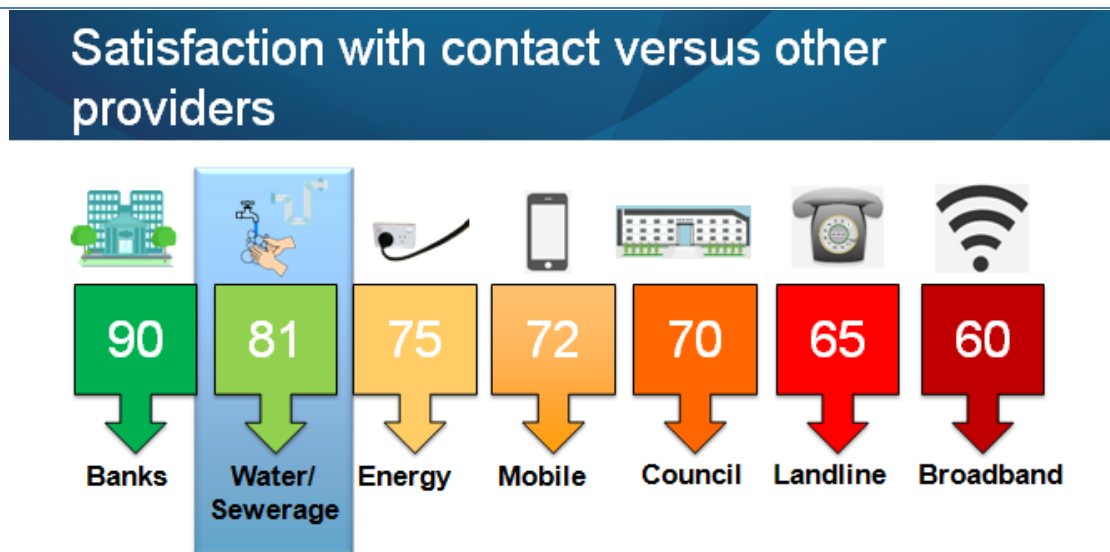 Satisfaction with contact versus other
providers
90 81 75 72 70 65 60
Banks Water/ Energy Mobile Council Landline Broadband
Sewerage